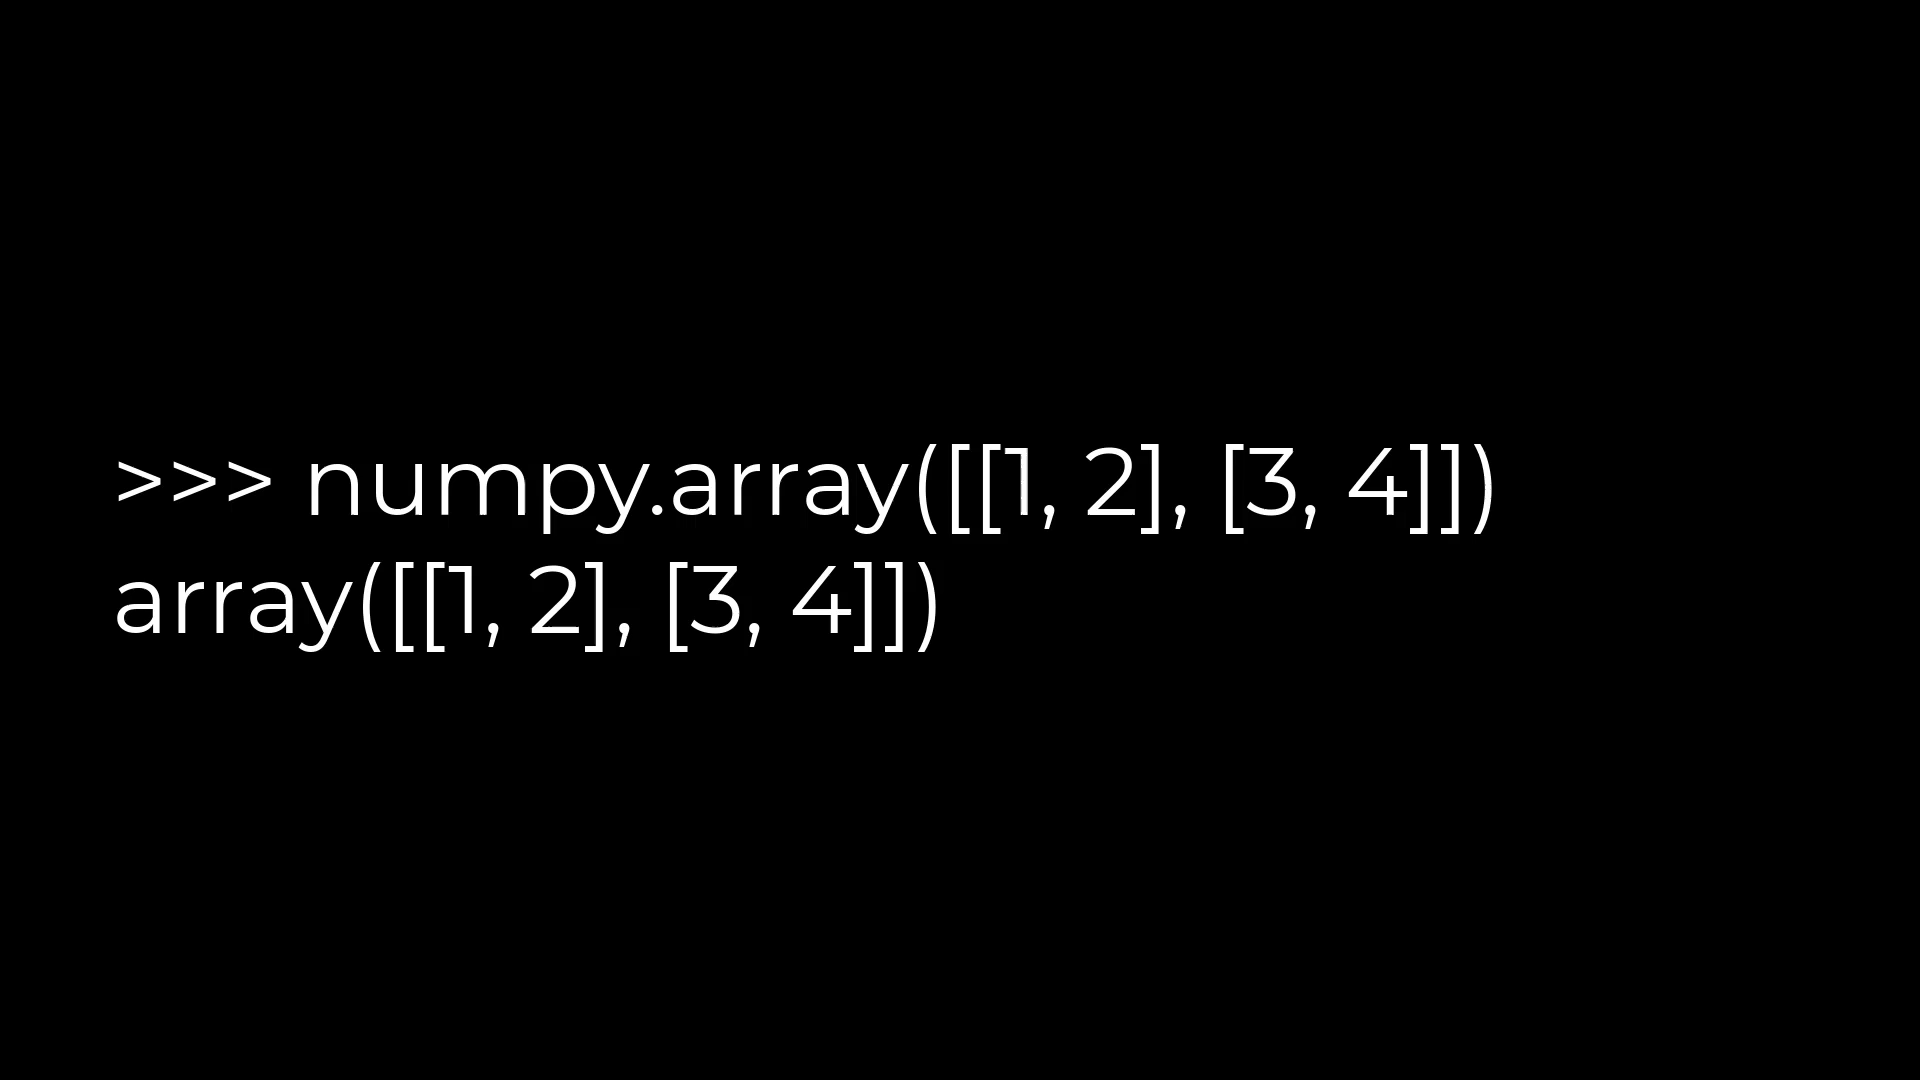 >>> numpy.array([[1, 2], [3, 4]])
array([[1, 2], [3, 4]])